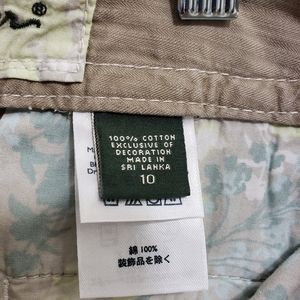 ®
100% COTTON
EXCLUSIVE OF
DECORATION
MADE IN
SRI LANKA
10
綿 100%
装飾品を除く